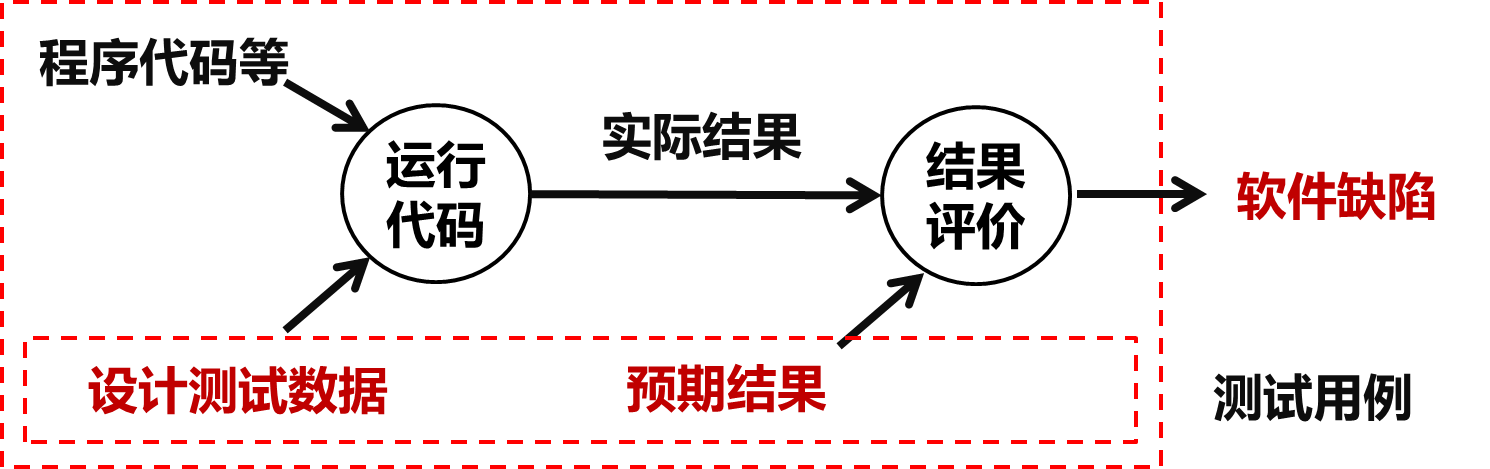 程序代码等
运行
代码
实际结果
结果
评价
软件缺陷
设计测试数据
预期结果
测试用例